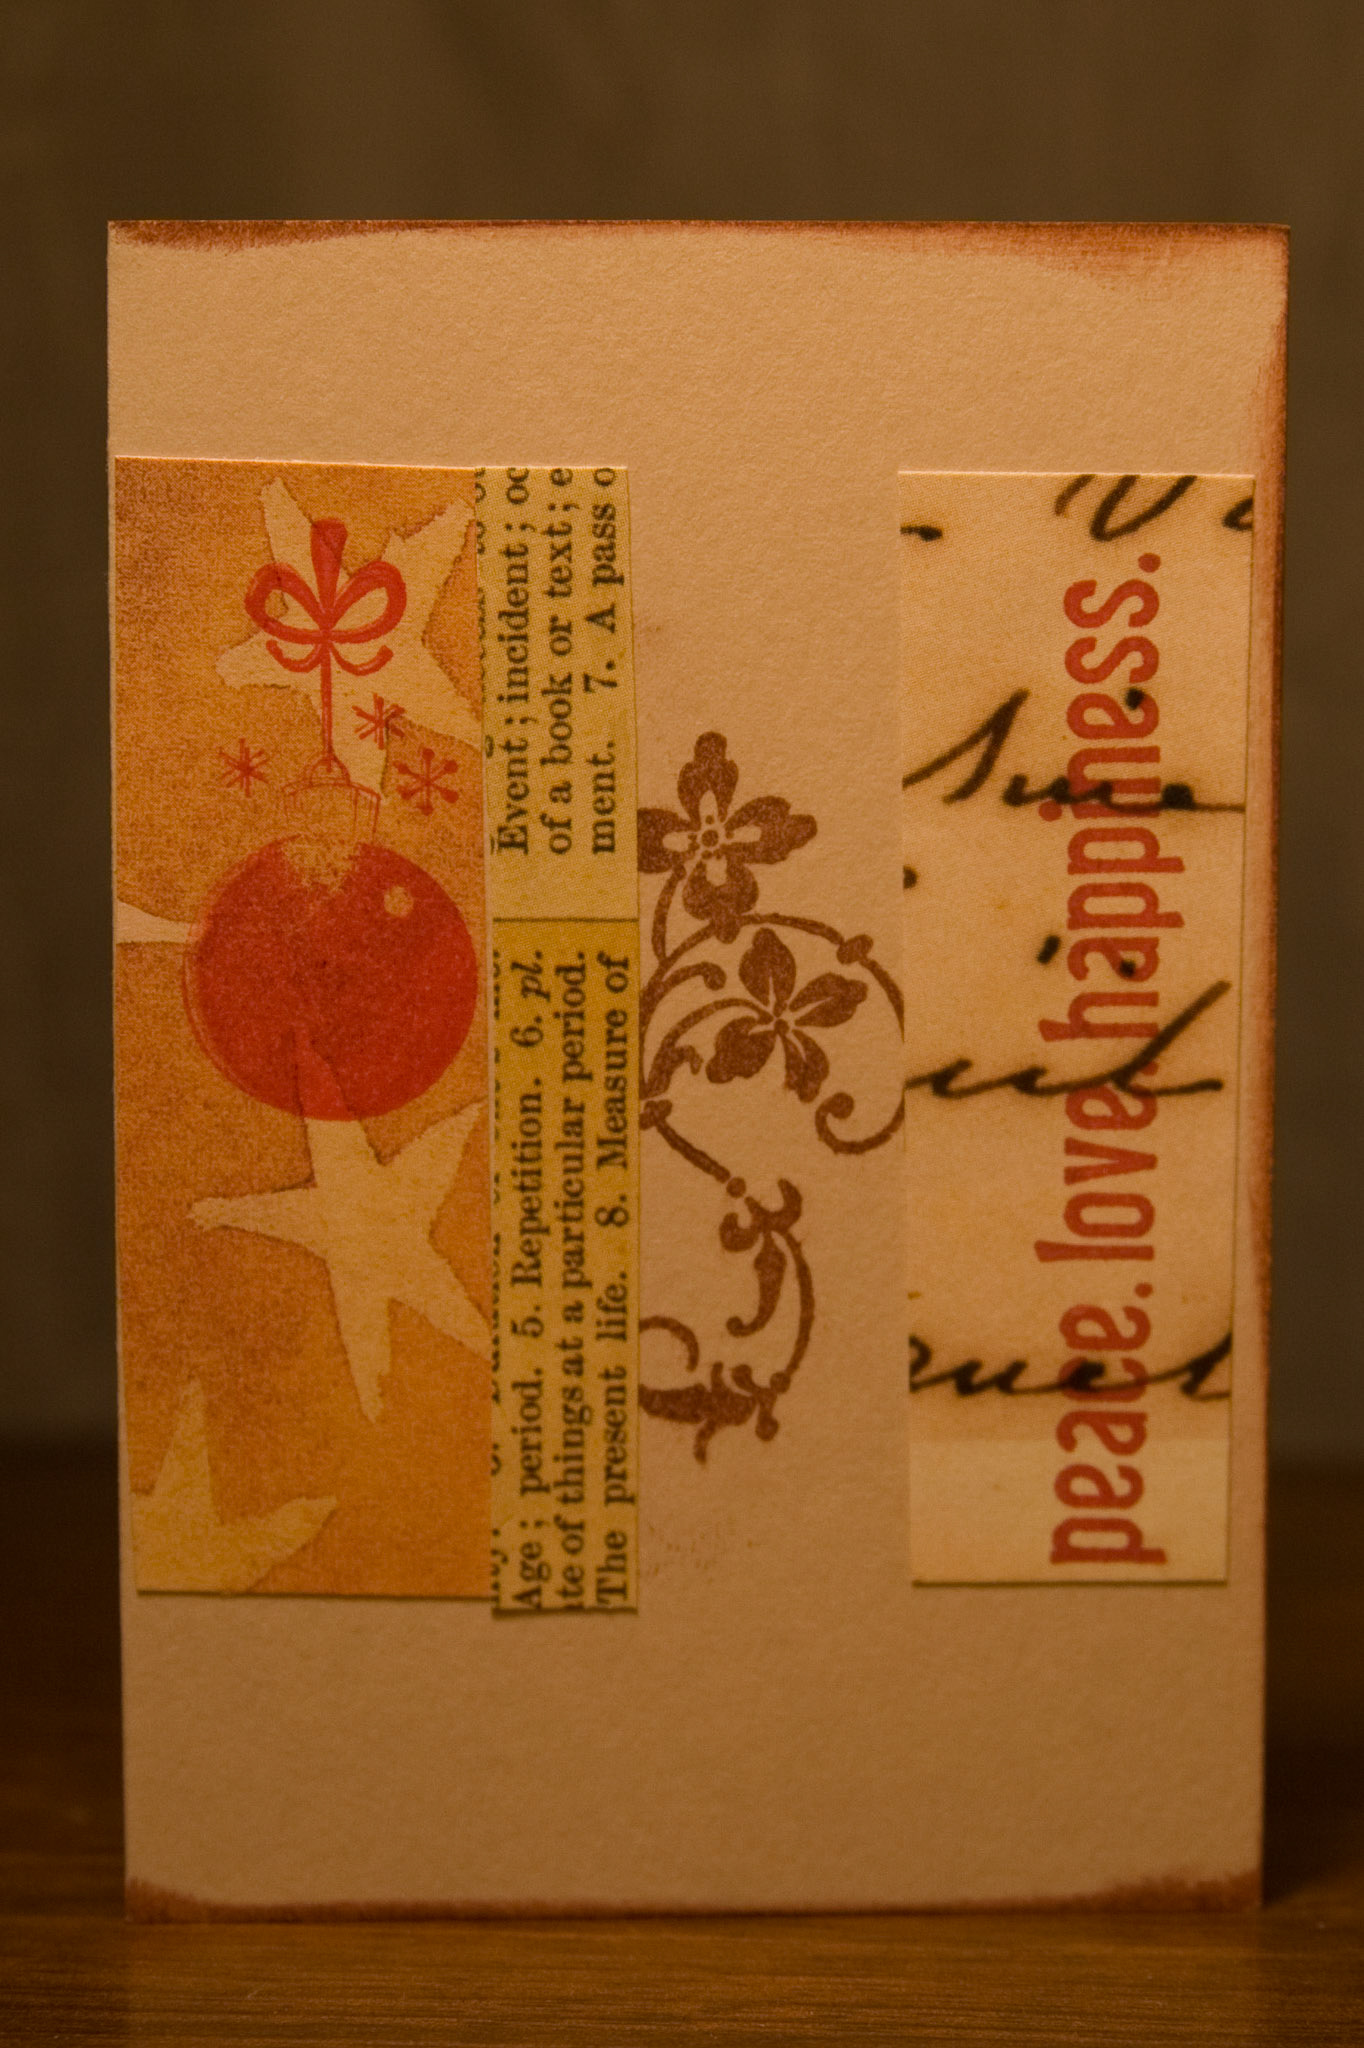 Event; incident; oc
of a book or text; e
ment. 7. A pass o
Age; period. 5. Repetition. 6. pl.
te of things at a particular period.
The present life. 8. Measure of
peace. love. happiness.